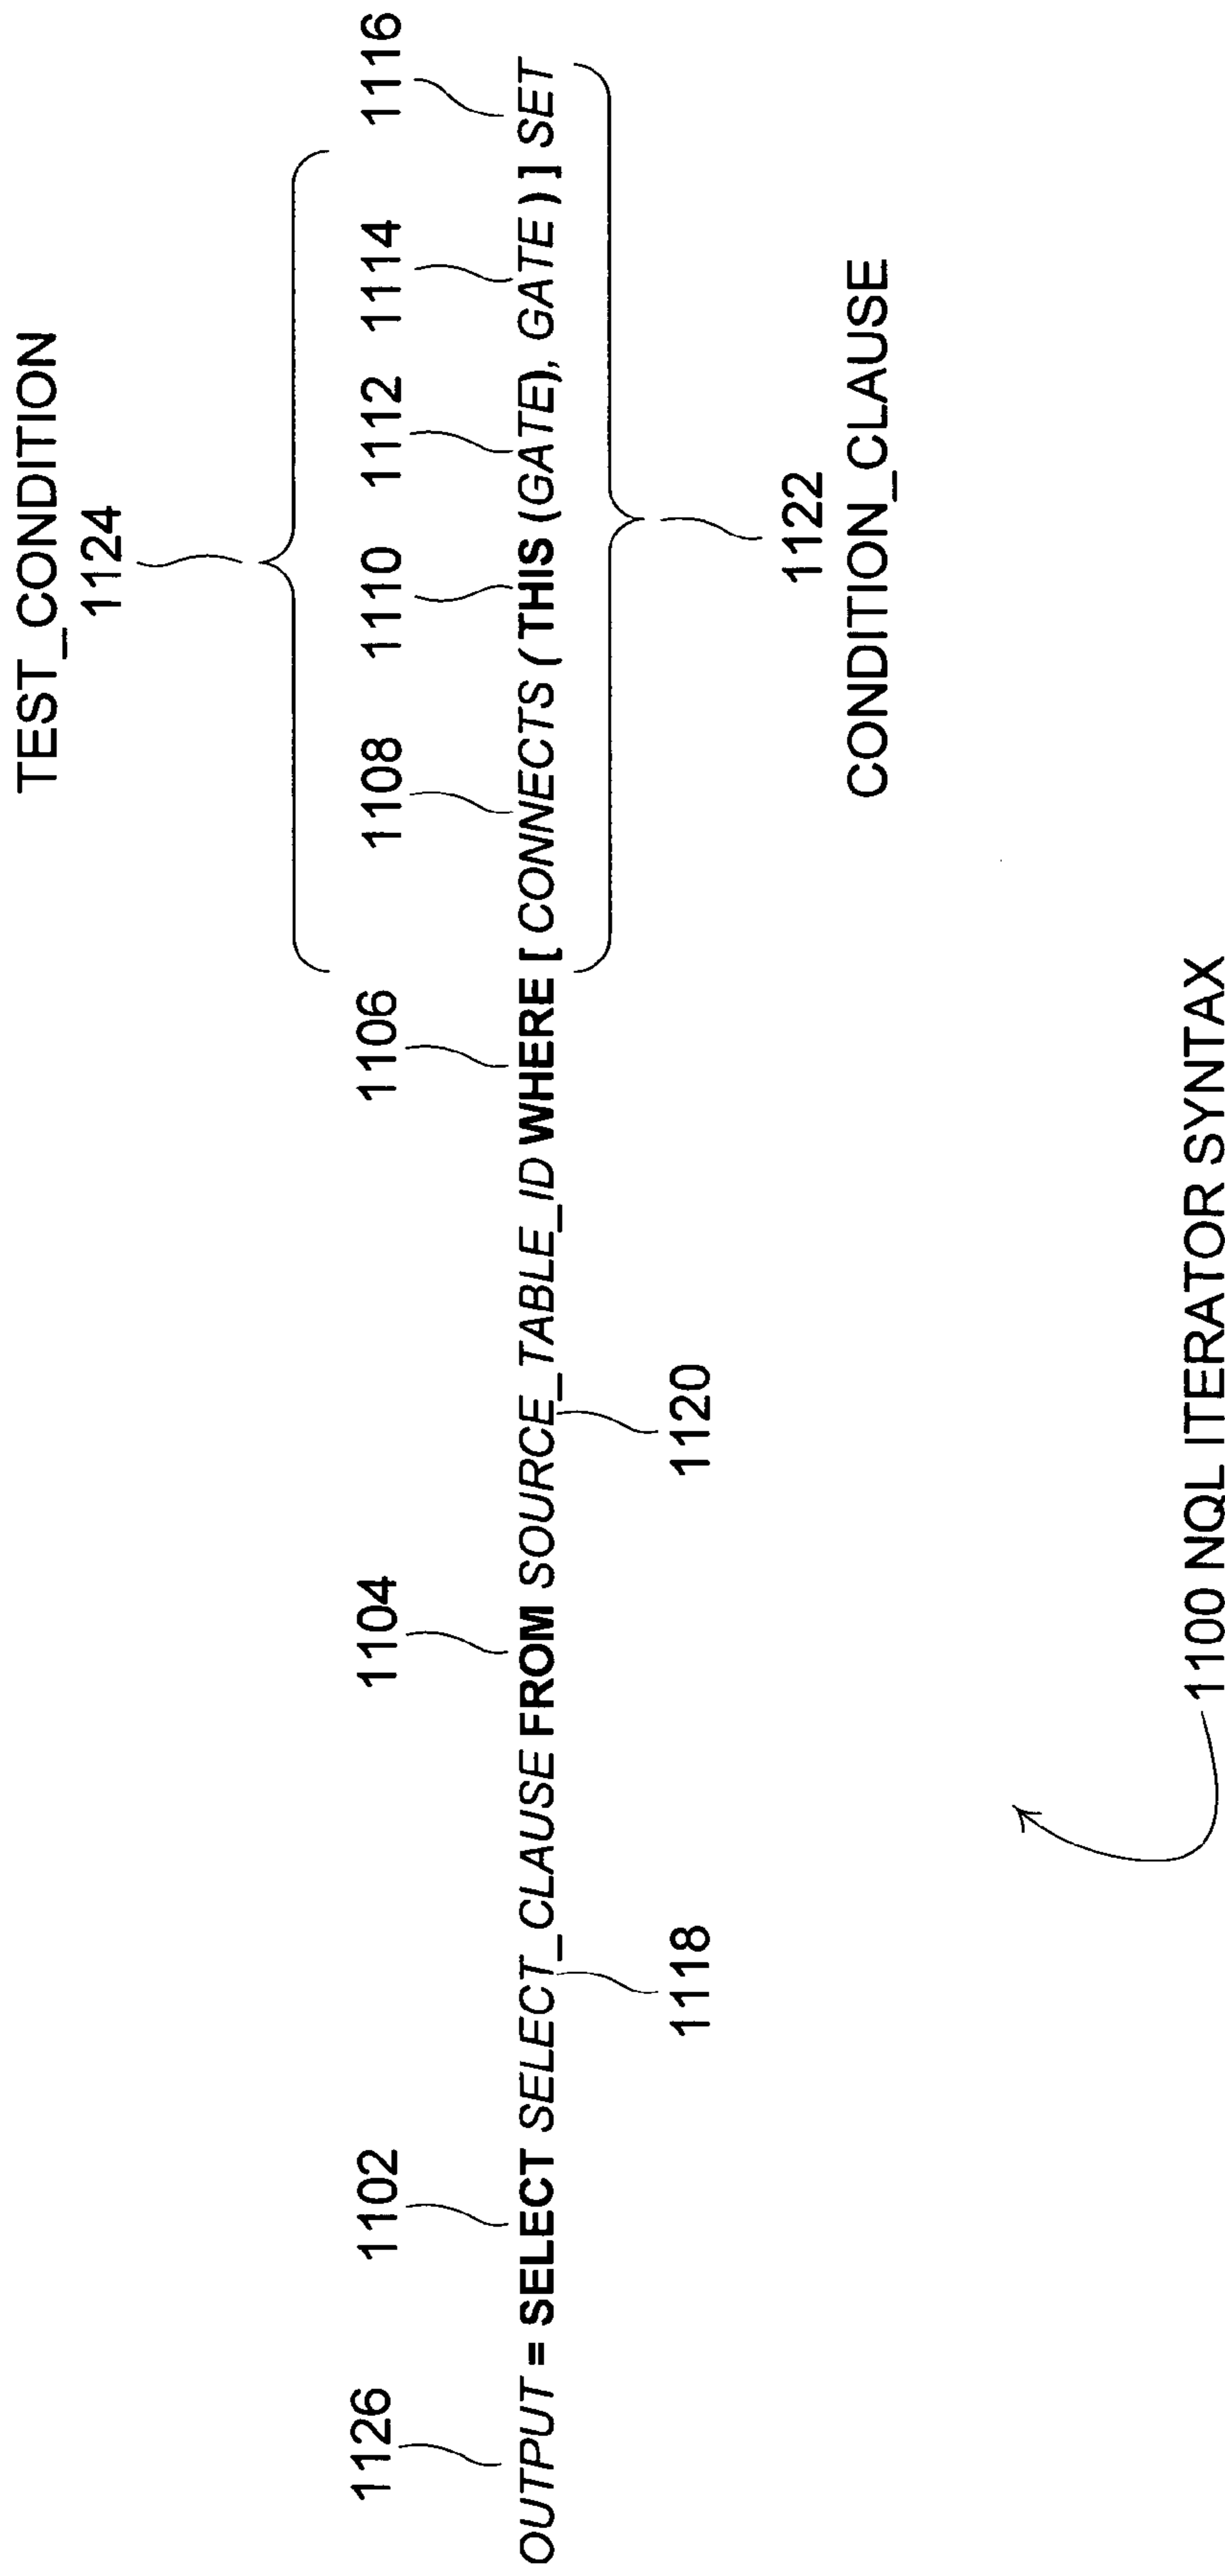 TEST_CONDITION
1124
1126 1102 1104 1106 1108 1110 1112 1114 1116
OUTPUT = SELECT SELECT_CLAUSE FROM SOURCE_TABLE_ID WHERE [ CONNECTS ( THIS (GATE), GATE ) ] SET
1118 1120
1122
CONDITION_CLAUSE
1100 NQL ITERATOR SYNTAX